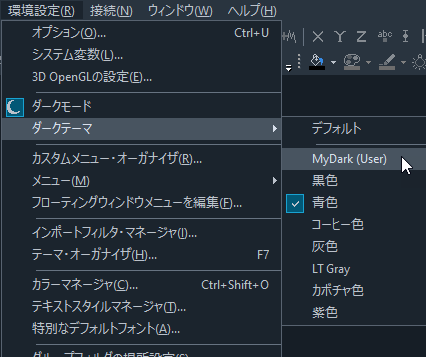 環境設定(R) 接続(N) ウィンドウ(W) ヘルプ(H)
オプション(O)... Ctrl+U
システム変数(L)...
3D OpenGLの設定(E)...
ダークモード
ダークテーマ
カスタムメニュー・オーガナイザ(R)...
メニュー(M)
フローティングウィンドウメニューを編集(F)...
インポートフィルタ・マネージャ(I)...
テーマ・オーガナイザ(H)... F7
カラーマネージャ(C)... Ctrl+Shift+O
テキストスタイルマネージャ(T)...
特別なデフォルトフォント(A)...
デフォルト
MyDark (User)
黒色
青色
コーヒー色
灰色
LT Gray
カボチャ色
紫色